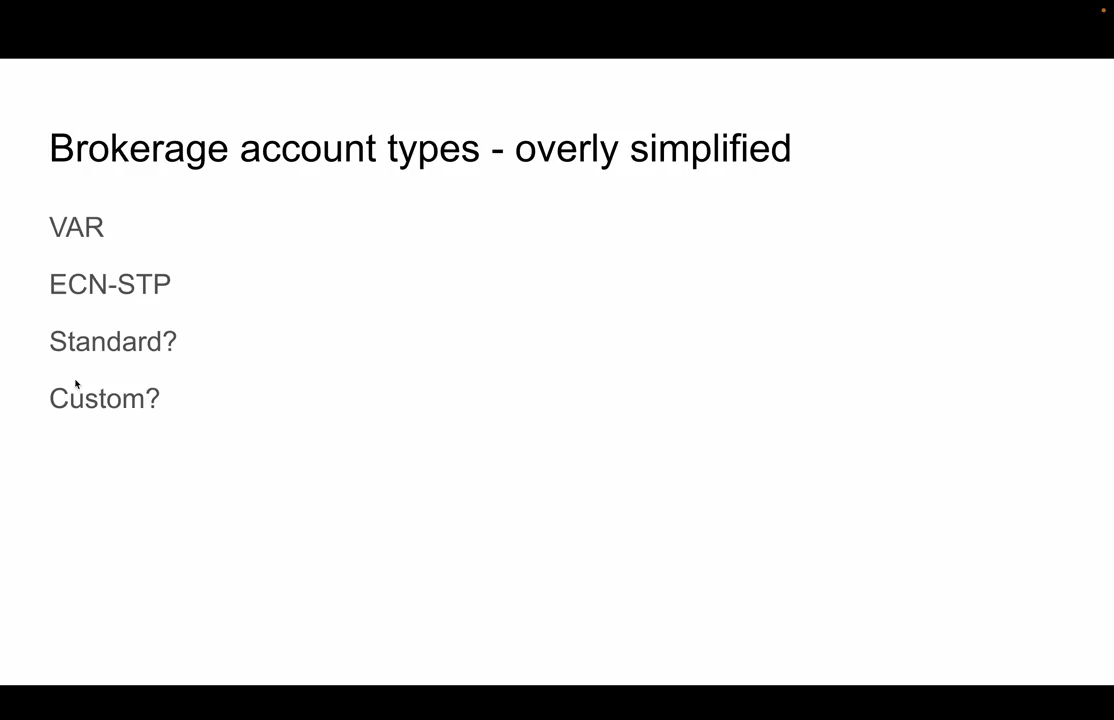 Brokerage account types - overly simplified
VAR
ECN-STP
Standard?
Custom?